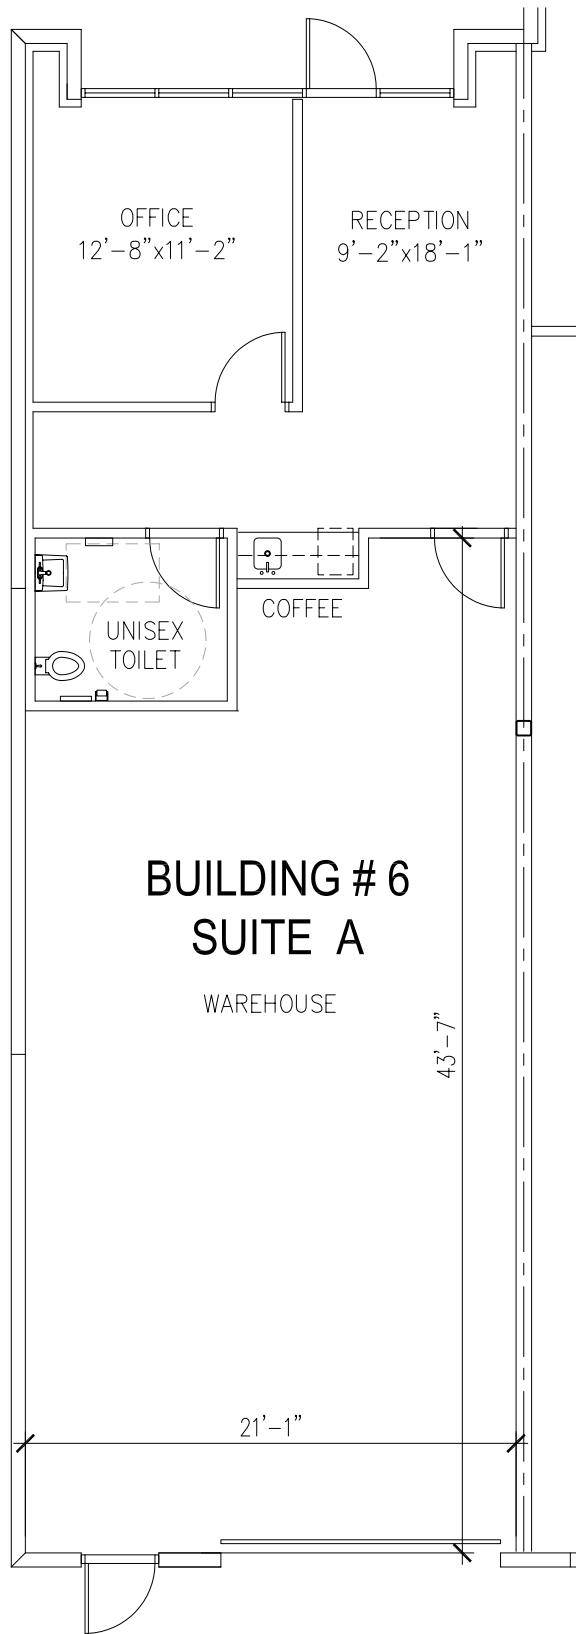 OFFICE
12'-8"x11'-2"
RECEPTION
9'-2"x18'-1"
COFFEE
UNISEX
TOILET
BUILDING # 6
SUITE A
WAREHOUSE
43'-7"
21'-1"